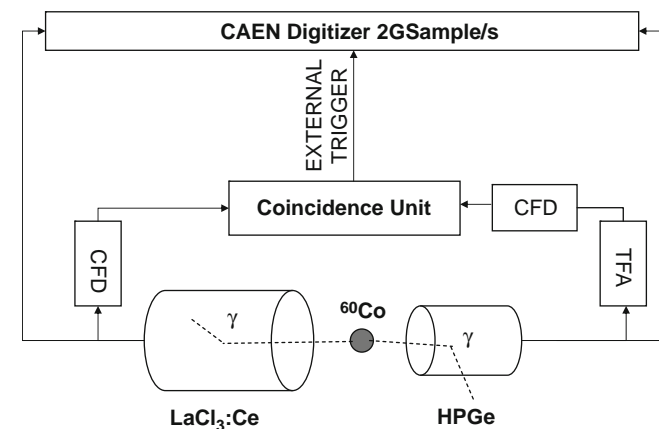 CAEN Digitizer 2GSample/s
EXTERNAL
TRIGGER
Coincidence Unit
CFD
CFD
TFA
γ
⁶⁰Co
γ
LaCl₃:Ce
HPGe